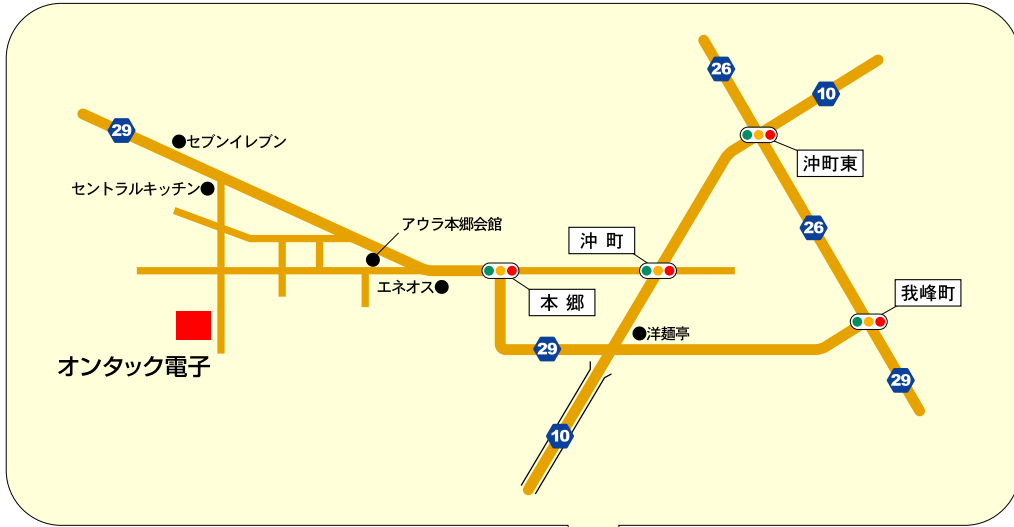 26
10
29
セブンイレブン
沖町東
セントラルキッチン
アウラ本郷会館
26
沖町
エネオス
本郷
我峰町
洋麺亭
29
オンタック電子
29
10